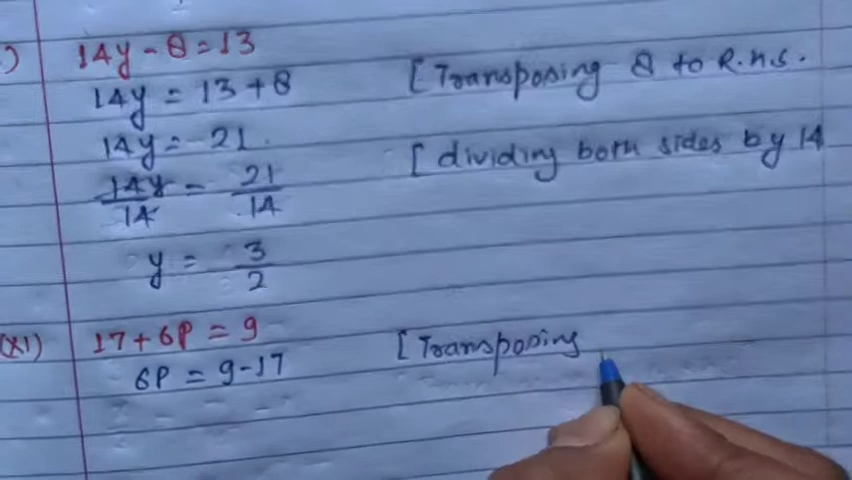 .) 14y - 8 = 13
14y = 13 + 8 [Transposing 8 to R.H.S.
14y = 21. [dividing both sides by 14
14y/14 = 21/14
y = 3/2
(XI) 17 + 6P = 9 [Transposing
6P = 9 - 17